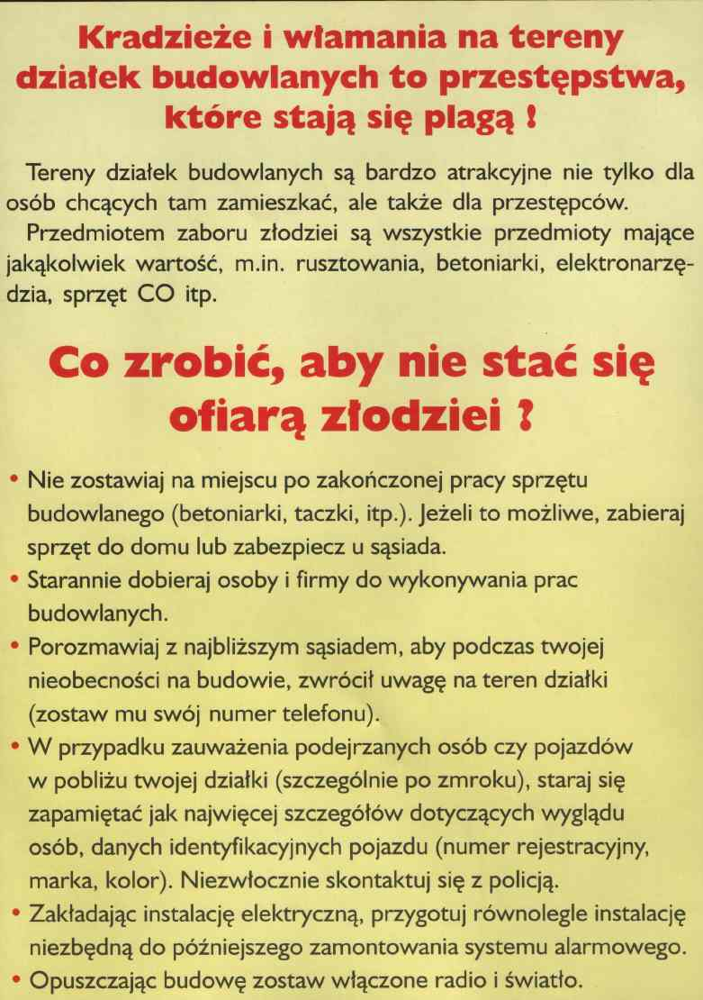 Kradzieże i włamania na tereny
działek budowlanych to przestępstwa,
które stają się plagą !
Tereny działek budowlanych są bardzo atrakcyjne nie tylko dla
osób chcących tam zamieszkać, ale także dla przestępców.
Przedmiotem zaboru złodziei są wszystkie przedmioty mające
jakąkolwiek wartość, m.in. rusztowania, betoniarki, elektronarzę-
dzia, sprzęt CO itp.
Co zrobić, aby nie stać się
ofiarą złodziei ?
• Nie zostawiaj na miejscu po zakończonej pracy sprzętu
budowlanego (betoniarki, taczki, itp.). Jeżeli to możliwe, zabieraj
sprzęt do domu lub zabezpiecz u sąsiada.
• Starannie dobieraj osoby i firmy do wykonywania prac
budowlanych.
• Porozmawiaj z najbliższym sąsiadem, aby podczas twojej
nieobecności na budowie, zwrócił uwagę na teren działki
(zostaw mu swój numer telefonu).
• W przypadku zauważenia podejrzanych osób czy pojazdów
w pobliżu twojej działki (szczególnie po zmroku), staraj się
zapamiętać jak najwięcej szczegółów dotyczących wyglądu
osób, danych identyfikacyjnych pojazdu (numer rejestracyjny,
marka, kolor). Niezwłocznie skontaktuj się z policją.
• Zakładając instalację elektryczną, przygotuj równolegle instalację
niezbędną do późniejszego zamontowania systemu alarmowego.
• Opuszczając budowę zostaw włączone radio i światło.